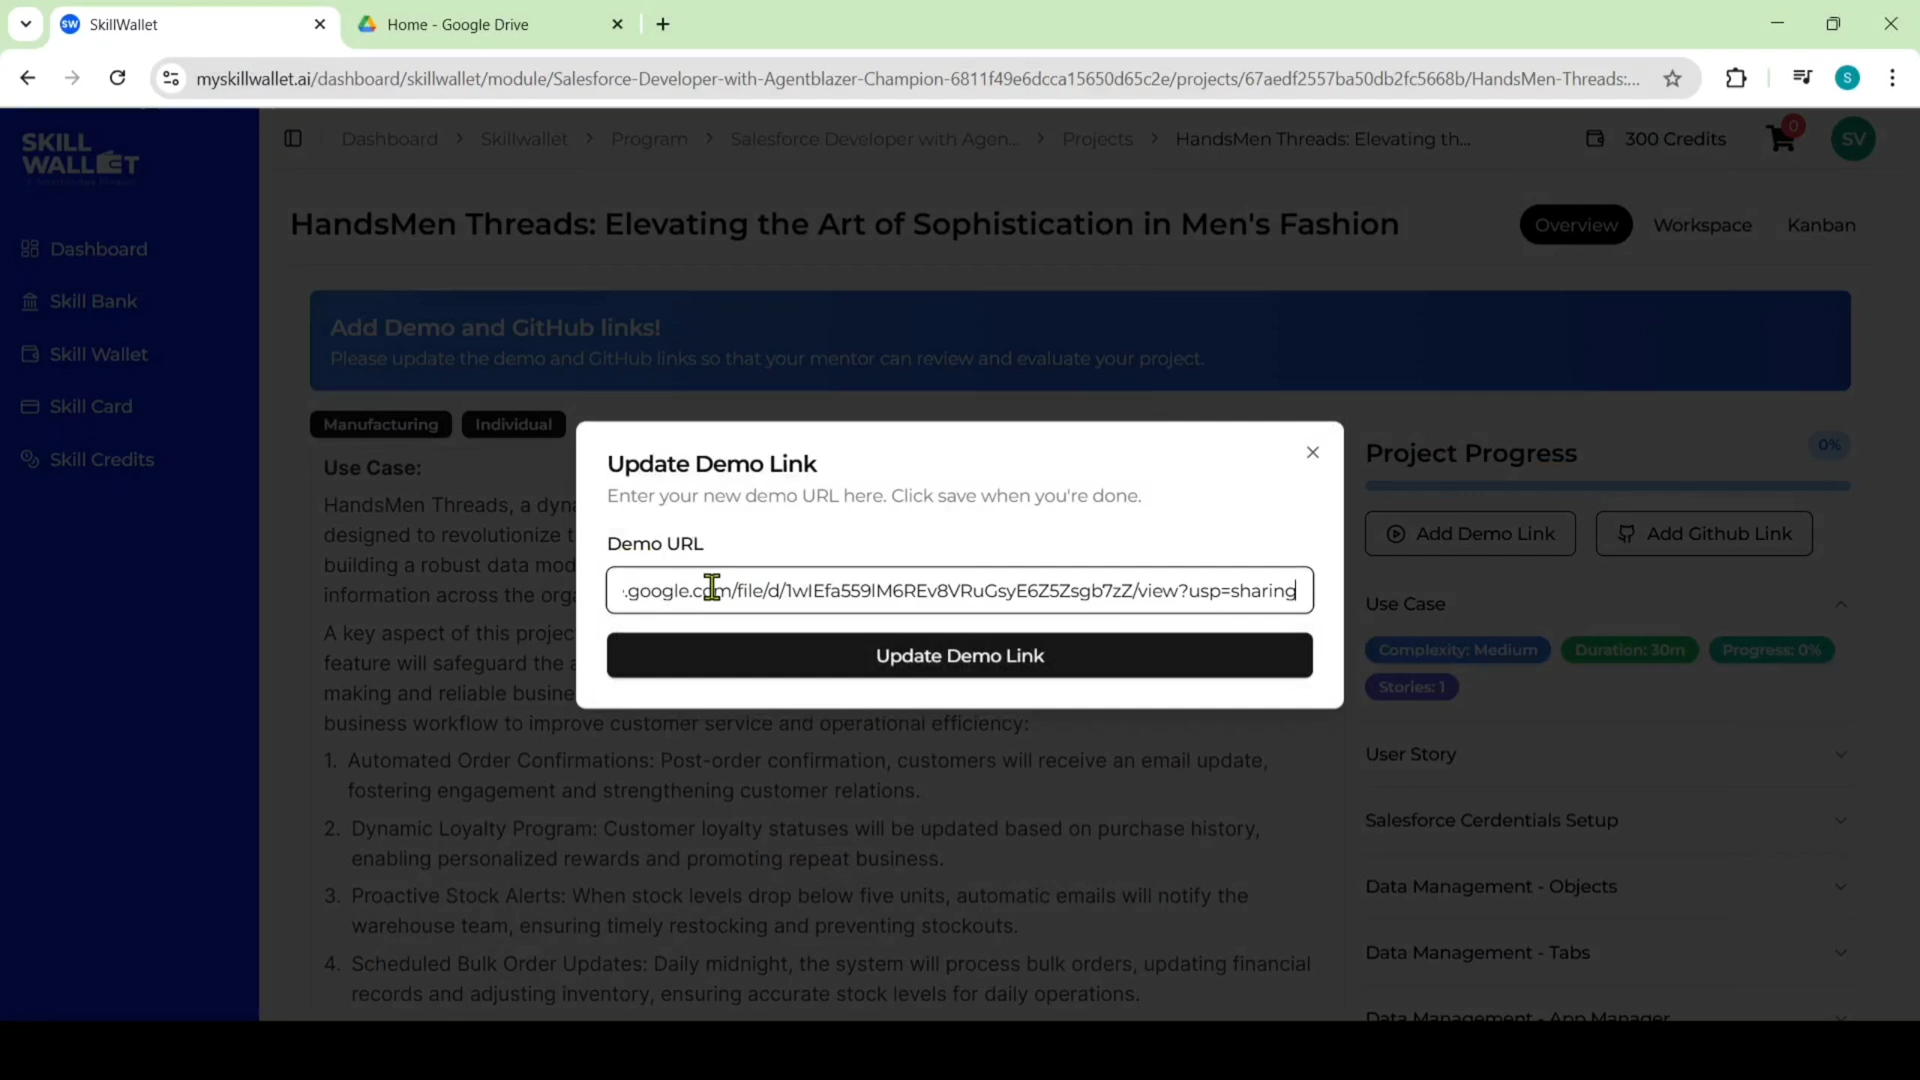 SkillWallet
Home - Google Drive
myskillwallet.ai/dashboard/skillwallet/module/Salesforce-Developer-with-Agentblazer-Champion-6811f49e6dcca15650d65c2e/projects/67aedf2557ba50db2fc5668b/HandsMen-Threads:...
S
SKILL
WALLET
Dashboard > Skillwallet > Program > Salesforce Developer with Agen... > Projects > HandsMen Threads: Elevating th...
300 Credits
0
SV
HandsMen Threads: Elevating the Art of Sophistication in Men's Fashion
Overview
Workspace
Kanban
Dashboard
Skill Bank
Skill Wallet
Skill Card
Skill Credits
Add Demo and GitHub links!
Please update the demo and GitHub links so that your mentor can review and evaluate your project.
Manufacturing
Individual
Use Case:
HandsMen Threads, a dyna
designed to revolutionize t
building a robust data mod
information across the orga
A key aspect of this projec
feature will safeguard the a
making and reliable busine
business workflow to improve customer service and operational efficiency:
1. Automated Order Confirmations: Post-order confirmation, customers will receive an email update,
fostering engagement and strengthening customer relations.
2. Dynamic Loyalty Program: Customer loyalty statuses will be updated based on purchase history,
enabling personalized rewards and promoting repeat business.
3. Proactive Stock Alerts: When stock levels drop below five units, automatic emails will notify the
warehouse team, ensuring timely restocking and preventing stockouts.
4. Scheduled Bulk Order Updates: Daily midnight, the system will process bulk orders, updating financial
records and adjusting inventory, ensuring accurate stock levels for daily operations.
Update Demo Link
Enter your new demo URL here. Click save when you're done.
Demo URL
.google.com/file/d/1wIEfa559lM6REv8VRuGsyE6Z5Zsgb7zZ/view?usp=sharing
Update Demo Link
Project Progress
0%
Add Demo Link
Add Github Link
Use Case
Complexity: Medium
Duration: 30m
Progress: 0%
Stories: 1
User Story
Salesforce Cerdentials Setup
Data Management - Objects
Data Management - Tabs
Data Management - App Manager